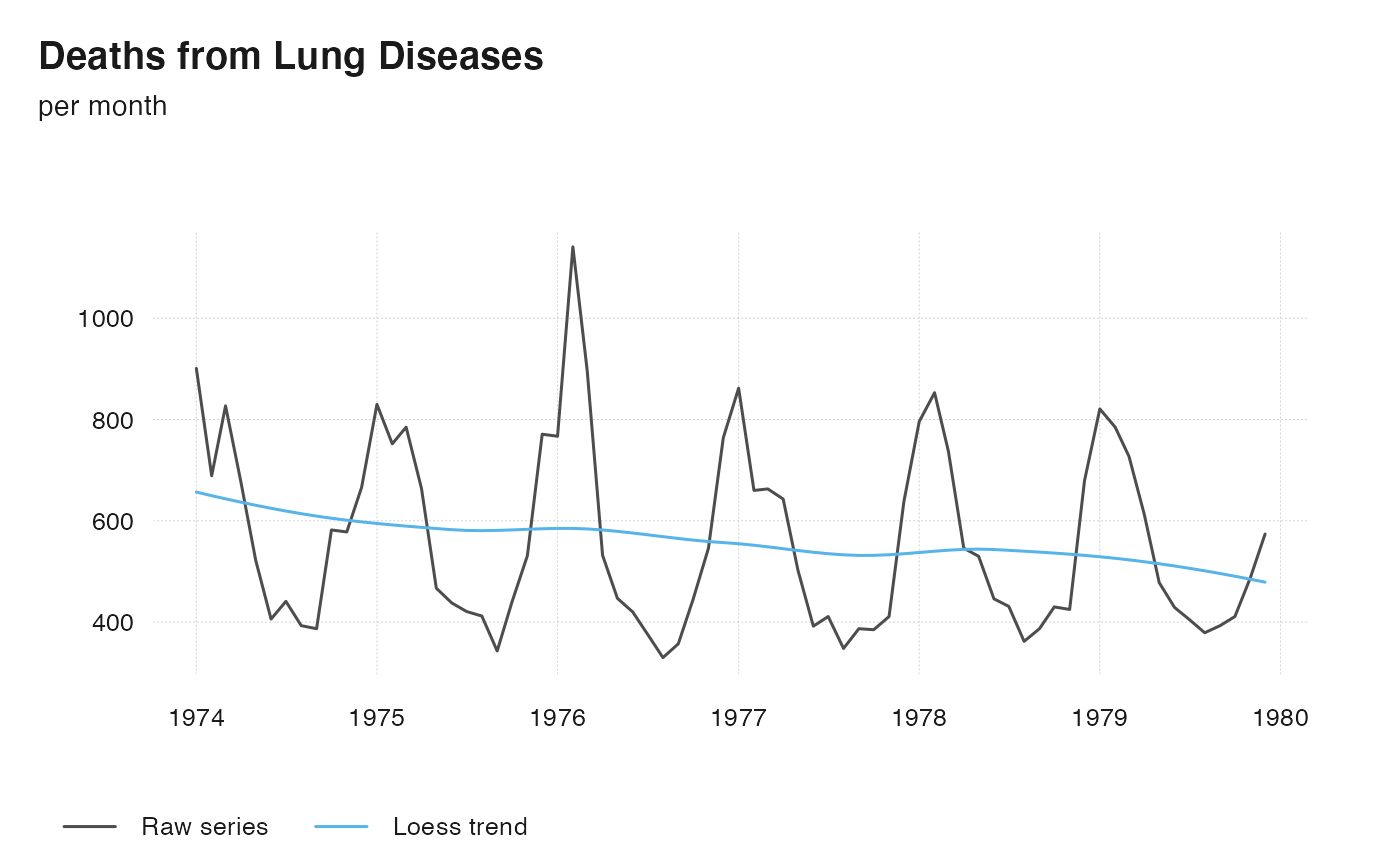 Deaths from Lung Diseases
per month
1000
800
600
400
1974 1975 1976 1977 1978 1979 1980
Raw series Loess trend